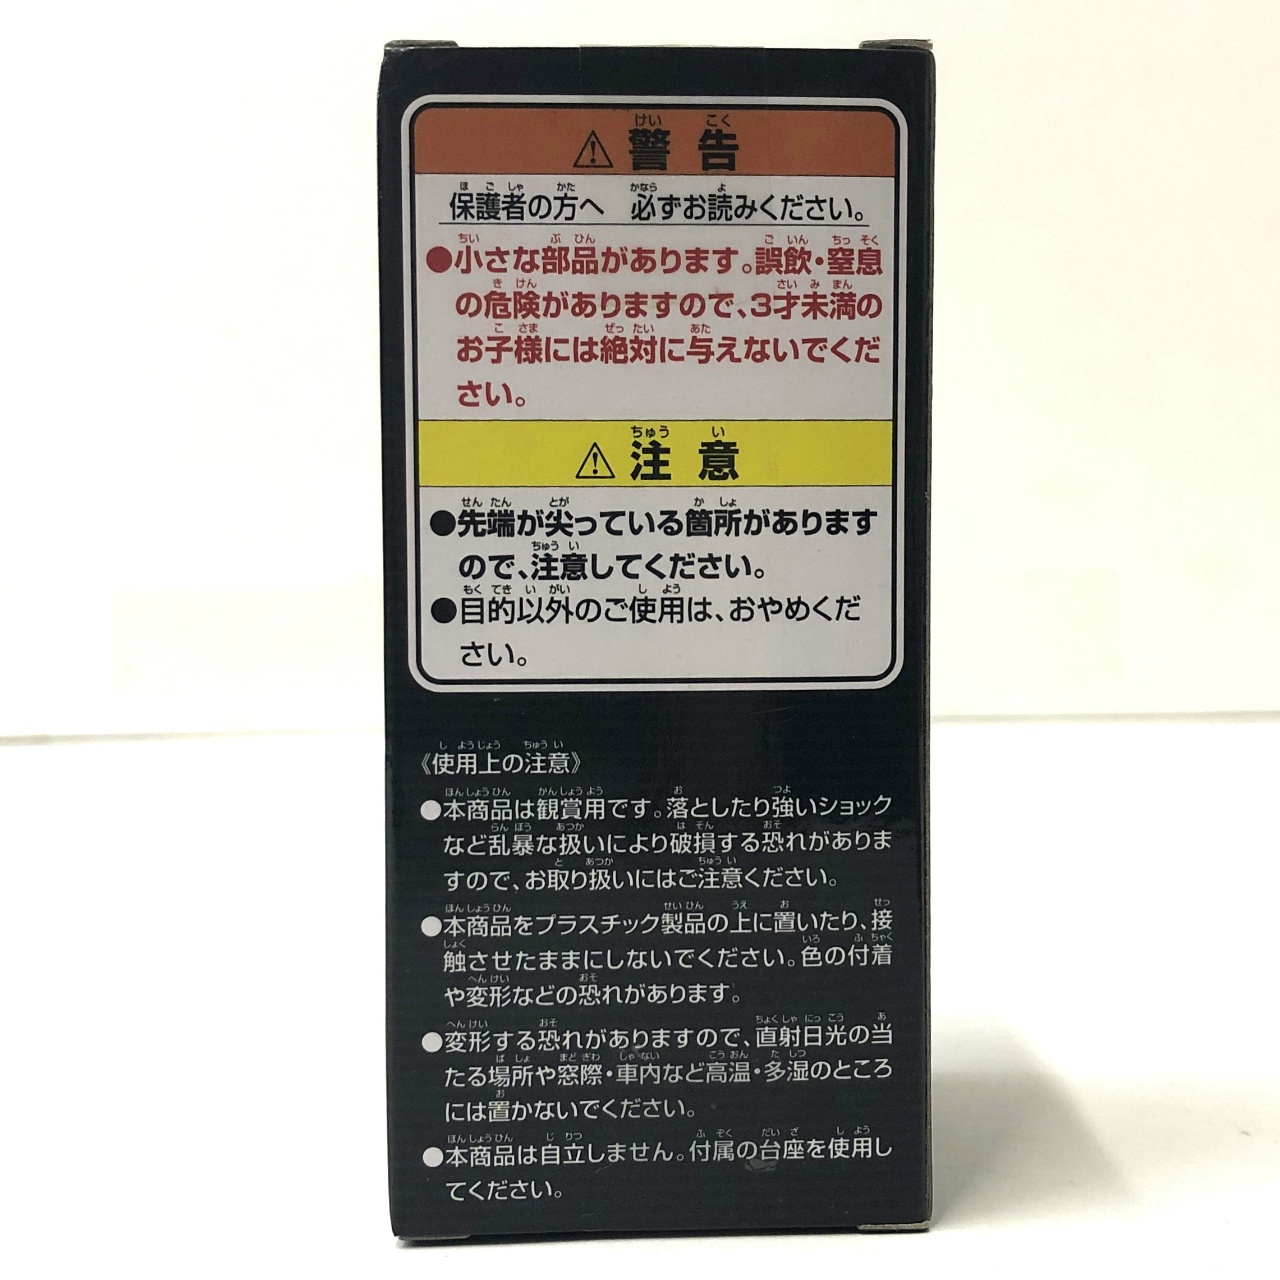 ⚠警告
保護者の方へ 必ずお読みください。
●小さな部品があります。誤飲・窒息
の危険がありますので、3才未満の
お子様には絶対に与えないでくだ
さい。
⚠注意
●先端が尖っている箇所があります
ので、注意してください。
●目的以外のご使用は、おやめくだ
さい。
《使用上の注意》
●本商品は観賞用です。落としたり強いショック
など乱暴な扱いにより破損する恐れがありま
すので、お取り扱いにはご注意ください。
●本商品をプラスチック製品の上に置いたり、接
触させたままにしないでください。色の付着
や変形などの恐れがあります。
●変形する恐れがありますので、直射日光の当
たる場所や窓際・車内など高温・多湿のところ
には置かないでください。
●本商品は自立しません。付属の台座を使用し
てください。